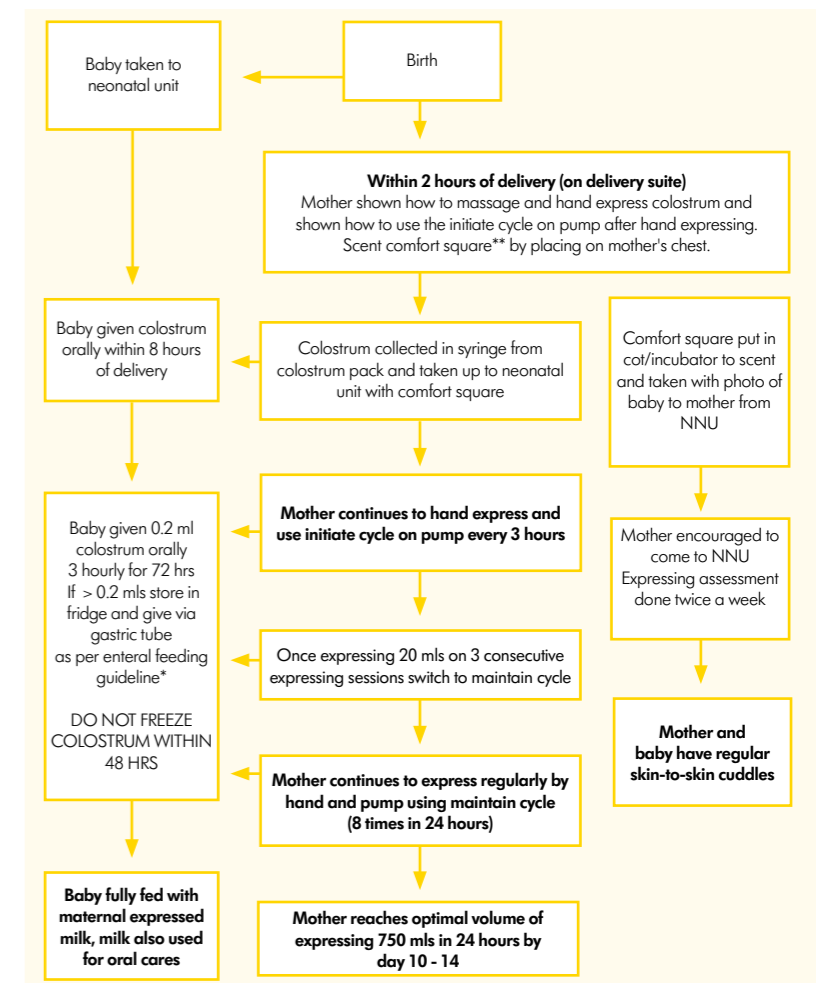 Baby taken to
neonatal unit
Birth
Within 2 hours of delivery (on delivery suite)
Mother shown how to massage and hand express colostrum and
shown how to use the initiate cycle on pump after hand expressing.
Scent comfort square** by placing on mother's chest.
Baby given colostrum
orally within 8 hours
of delivery
Colostrum collected in syringe from
colostrum pack and taken up to neonatal
unit with comfort square
Comfort square put in
cot/incubator to scent
and taken with photo of
baby to mother from
NNU
Baby given 0.2 ml
colostrum orally
3 hourly for 72 hrs
If > 0.2 mls store in
fridge and give via
gastric tube
as per enteral feeding
guideline*
DO NOT FREEZE
COLOSTRUM WITHIN
48 HRS
Mother continues to hand express and
use initiate cycle on pump every 3 hours
Mother encouraged to
come to NNU
Expressing assessment
done twice a week
Once expressing 20 mls on 3 consecutive
expressing sessions switch to maintain cycle
Mother and
baby have regular
skin-to-skin cuddles
Mother continues to express regularly by
hand and pump using maintain cycle
(8 times in 24 hours)
Baby fully fed with
maternal expressed
milk, milk also used
for oral cares
Mother reaches optimal volume of
expressing 750 mls in 24 hours by
day 10 - 14